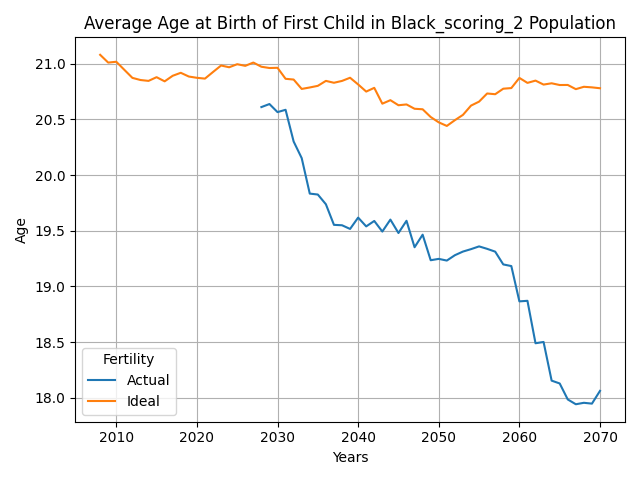 Average Age at Birth of First Child in Black_scoring_2 Population
21.0
20.5
20.0
19.5
19.0
18.5
18.0
Age
Fertility
Actual
Ideal
2010 2020 2030 2040 2050 2060 2070
Years